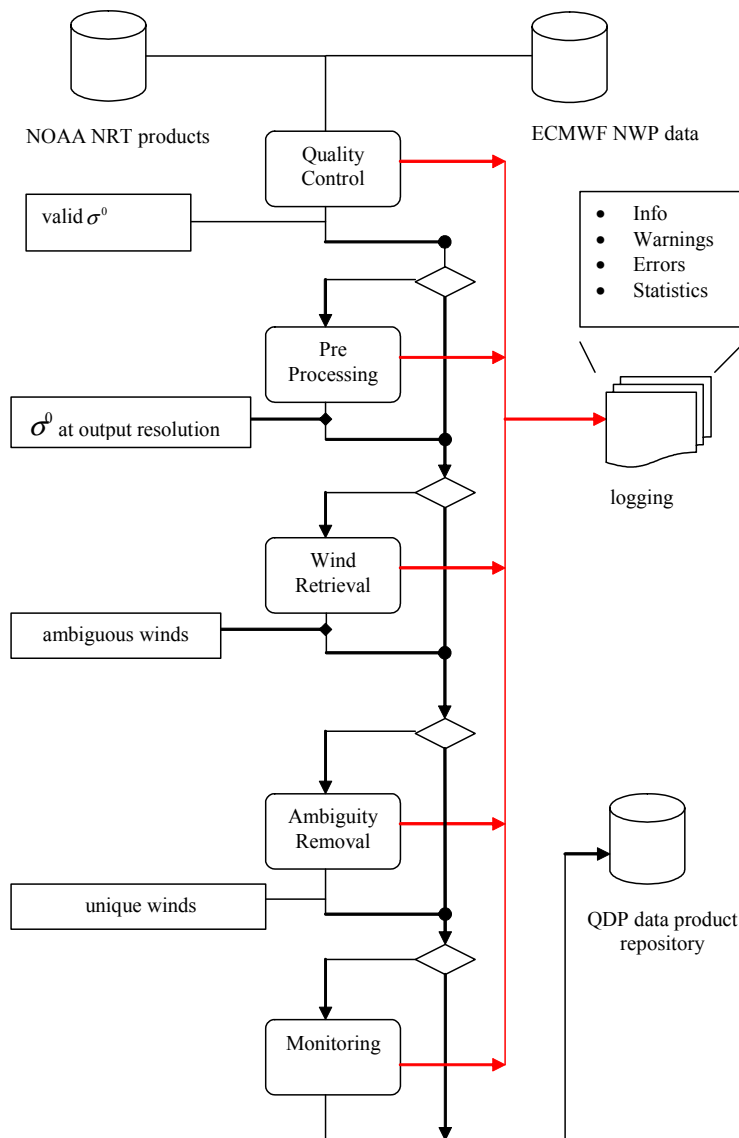 NOAA NRT products
ECMWF NWP data
Quality
Control
valid σ⁰
• Info
• Warnings
• Errors
• Statistics
Pre
Processing
σ⁰ at output resolution
logging
Wind
Retrieval
ambiguous winds
Ambiguity
Removal
unique winds
QDP data product
repository
Monitoring